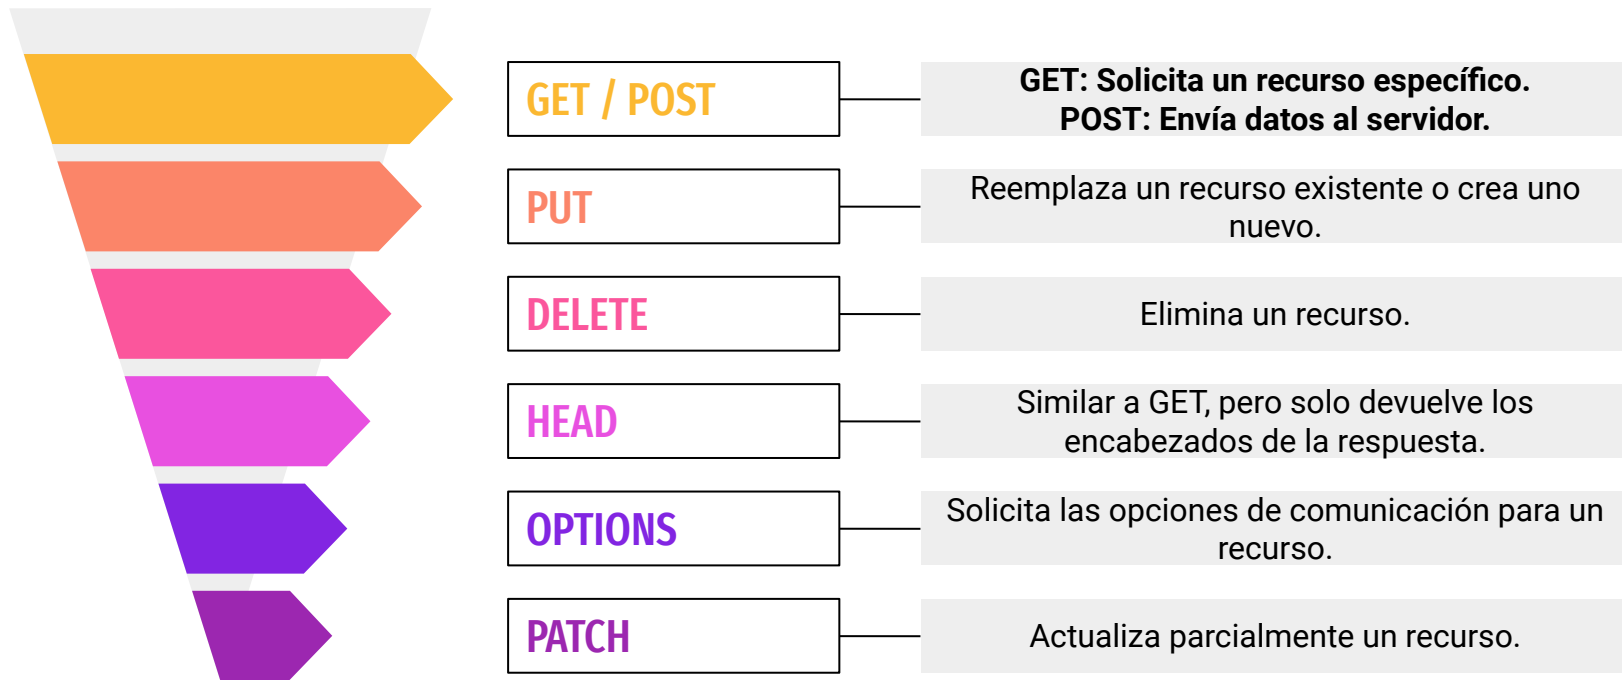 GET / POST
GET: Solicita un recurso específico.
POST: Envía datos al servidor.
PUT
Reemplaza un recurso existente o crea uno
nuevo.
DELETE
Elimina un recurso.
HEAD
Similar a GET, pero solo devuelve los
encabezados de la respuesta.
OPTIONS
Solicita las opciones de comunicación para un
recurso.
PATCH
Actualiza parcialmente un recurso.